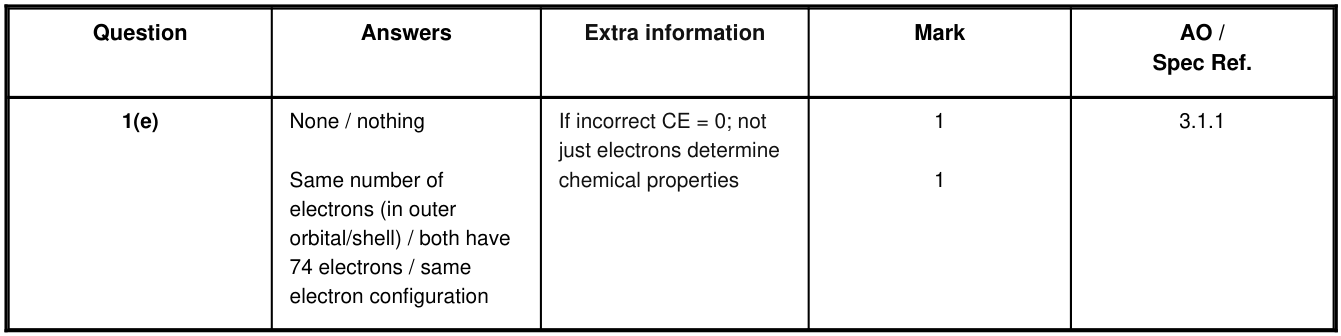 Question
Answers
Extra information
Mark
AO /
Spec Ref.
1(e)
None / nothing
Same number of
electrons (in outer
orbital/shell) / both have
74 electrons / same
electron configuration
If incorrect CE = 0; not
just electrons determine
chemical properties
1
1
3.1.1